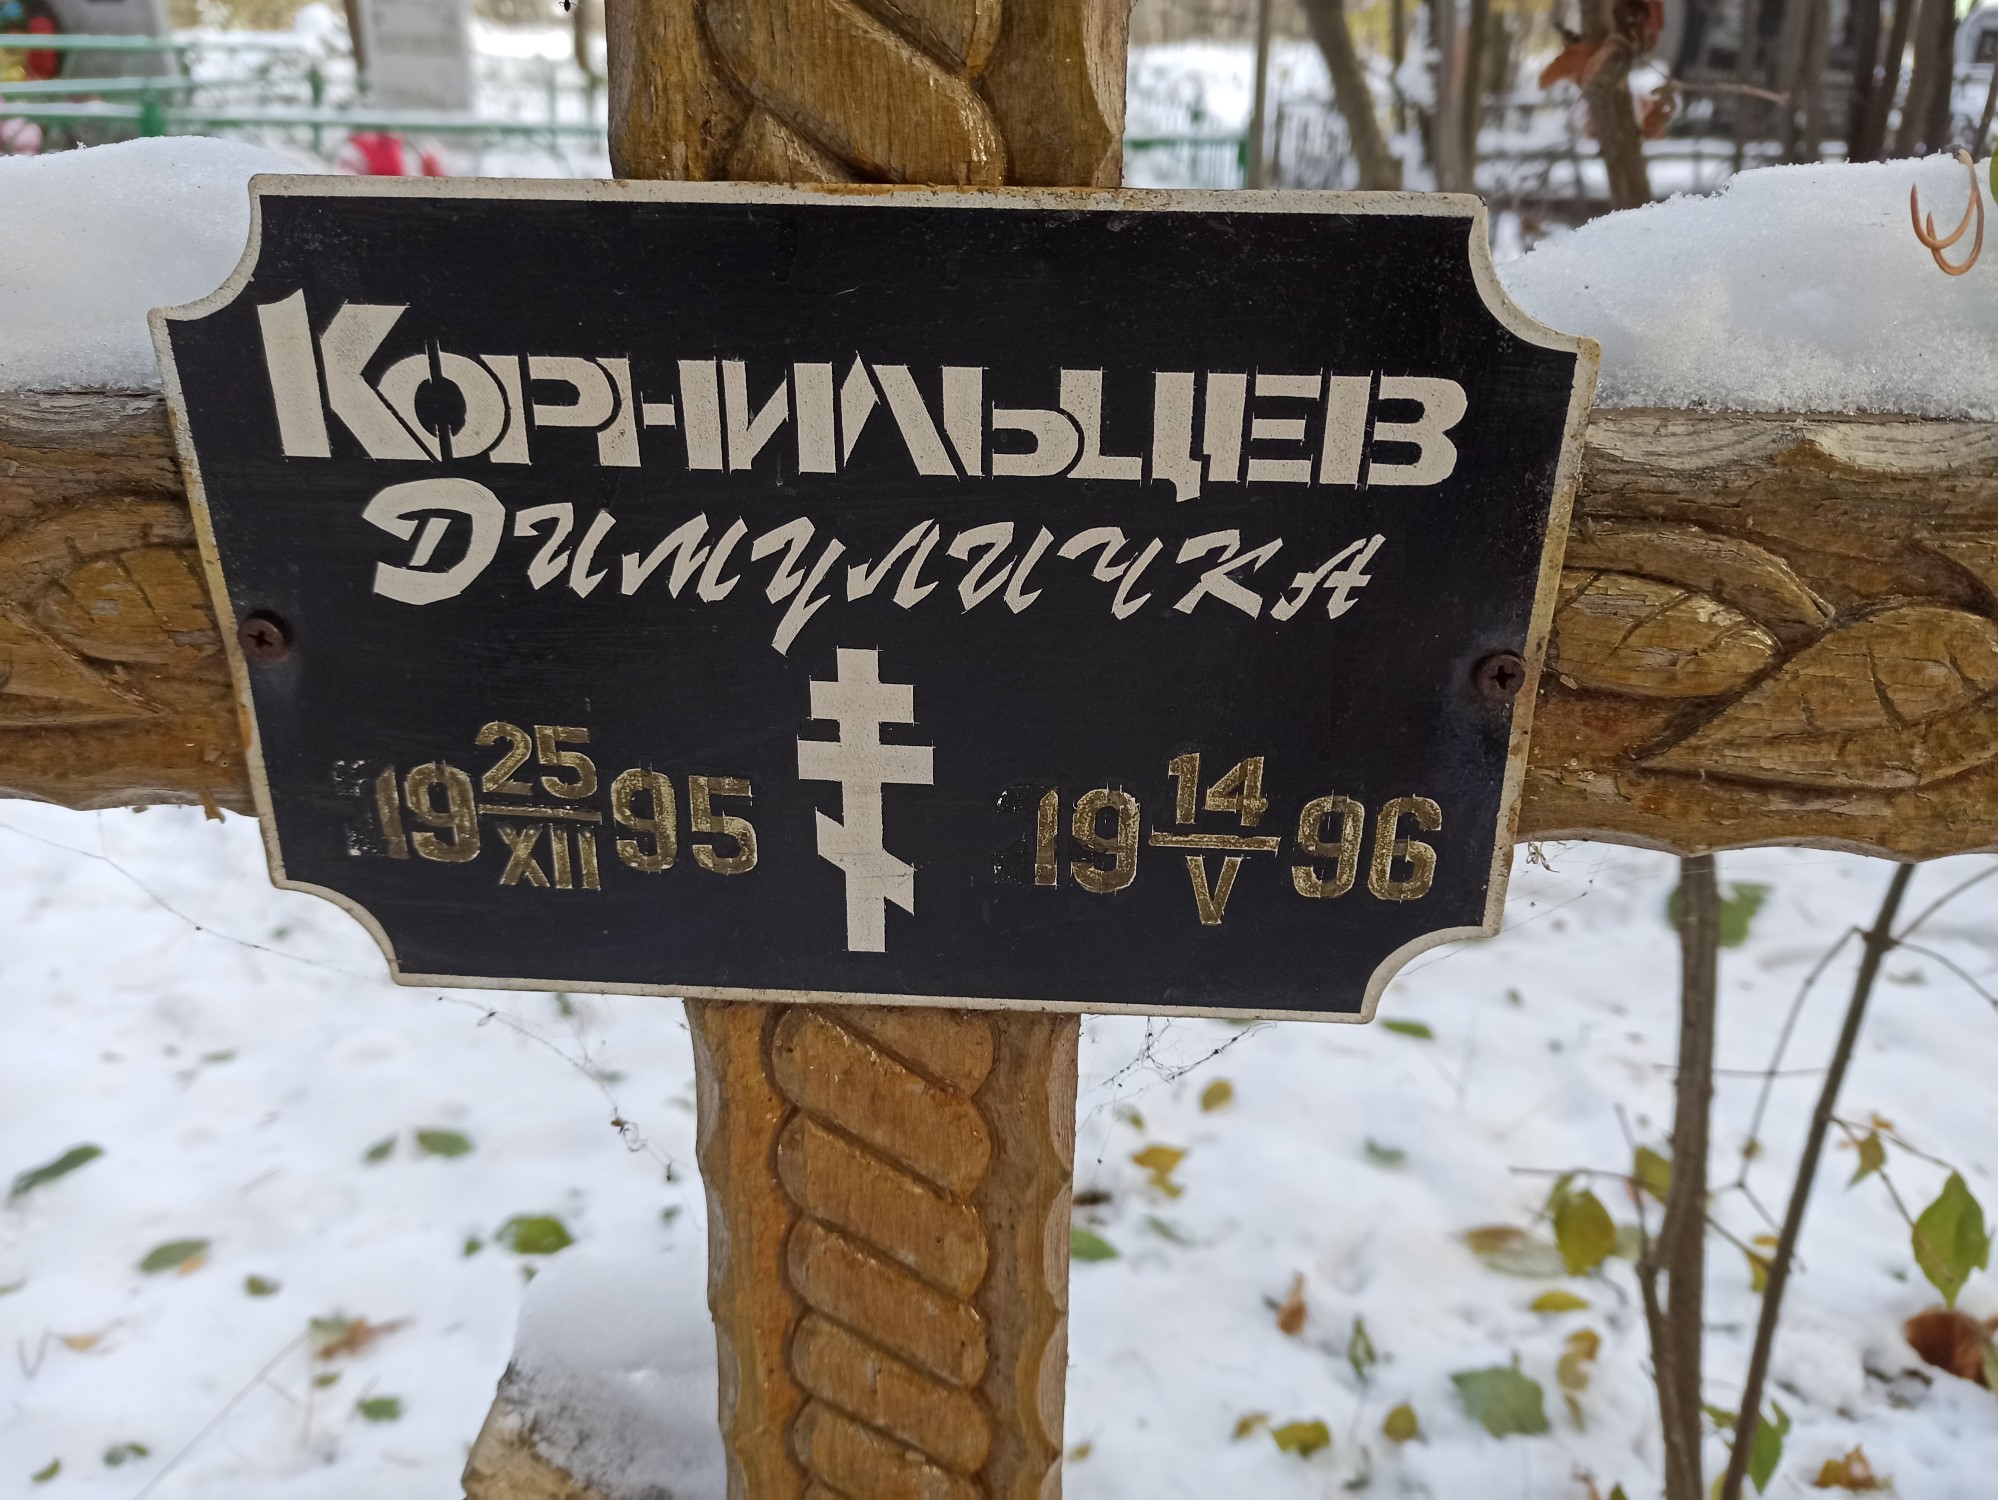 Корнильцев
Димуличка
19 25/XII 95 19 14/V 96